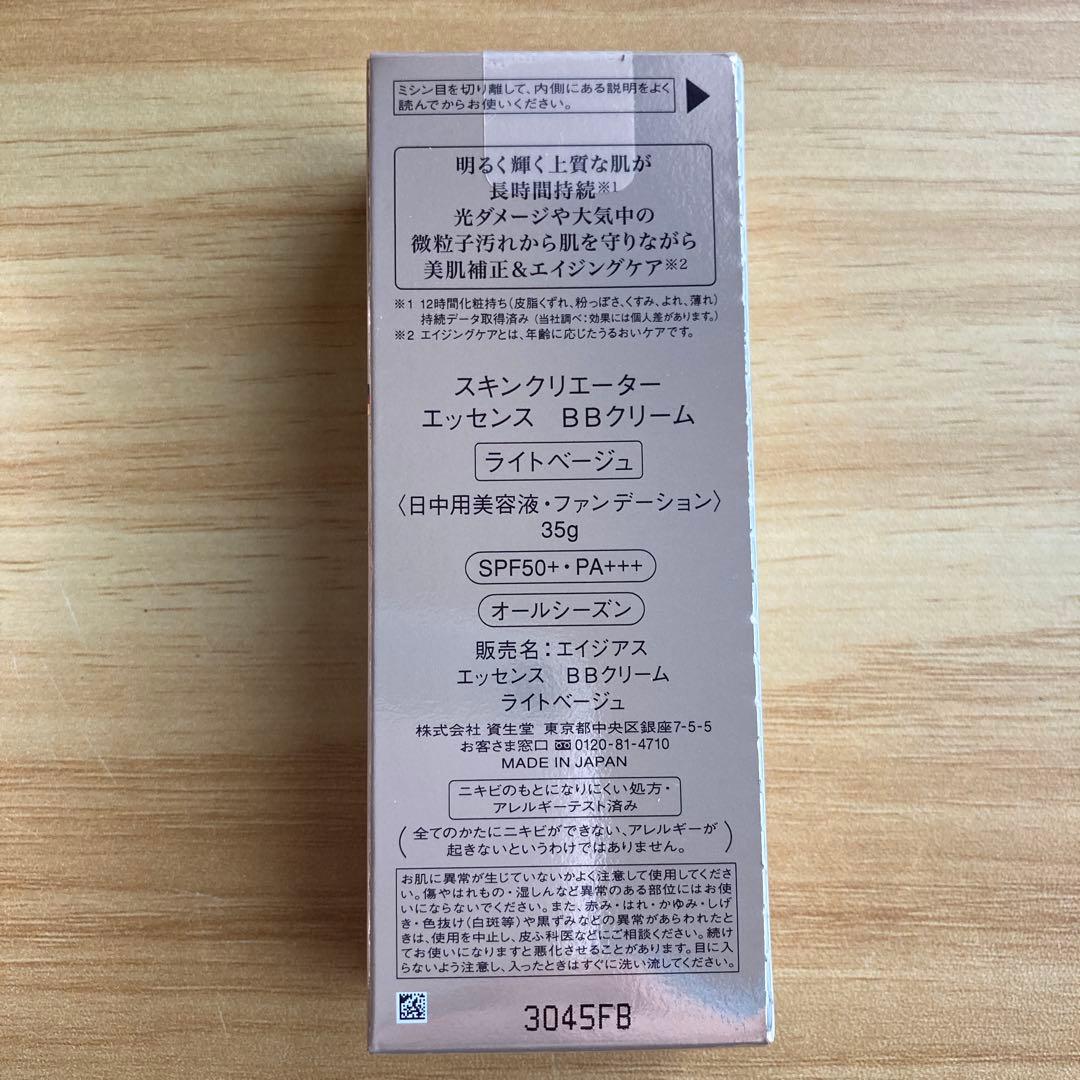 ミシン目を切り離して、内側にある説明をよく
読んでからお使いください。
明るく輝く上質な肌が
長時間持続※1
光ダメージや大気中の
微粒子汚れから肌を守りながら
美肌補正&エイジングケア※2
※1 12時間化粧持ち(皮脂くずれ、粉っぽさ、くすみ、よれ、薄れ)
持続データ取得済み(当社調べ:効果には個人差があります。)
※2 エイジングケアとは、年齢に応じたうるおいケアです。
スキンクリエーター
エッセンス BBクリーム
ライトベージュ
〈日中用美容液・ファンデーション〉
35g
SPF50+・PA+++
オールシーズン
販売名:エイジアス
エッセンス BBクリーム
ライトベージュ
株式会社 資生堂 東京都中央区銀座7-5-5
お客さま窓口 0120-81-4710
MADE IN JAPAN
ニキビのもとになりにくい処方・
アレルギーテスト済み
(全てのかたにニキビができない、アレルギーが
起きないというわけではありません。)
お肌に異常が生じていないかよく注意して使用してくださ
い。傷やはれもの・湿しんなど異常のある部位にはお使
いにならないでください。また、赤み・はれ・かゆみ・しげ
き・色抜け(白斑等)や黒ずみなどの異常があらわれたと
きは、使用を中止し、皮ふ科医などにご相談ください。続け
てお使いになりますと悪化させることがあります。目に入
らないよう注意し、入ったときはすぐに洗い流してください。
3045FB